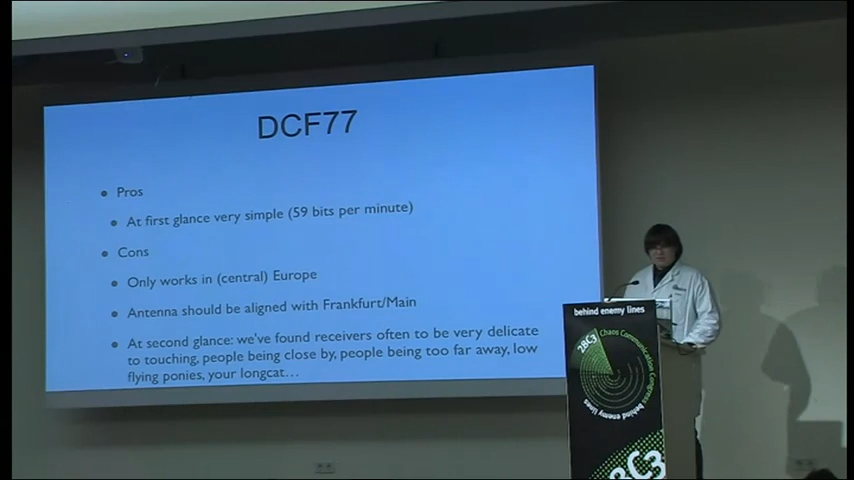 DCF77
Pros
At first glance very simple (59 bits per minute)
Cons
Only works in (central) Europe
Antenna should be aligned with Frankfurt/Main
At second glance: we've found receivers often to be very delicate
to touching, people being close by, people being too far away, low
flying ponies, your longcat...
behind enemy lines
2BC3
Chaos Communication Congress
behind enemy lines
2BC3